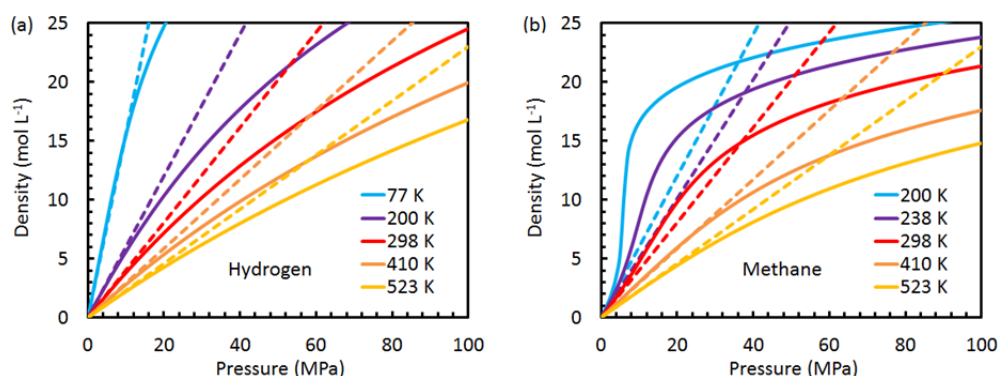 (a)
25
20
15
10
5
0
Density (mol L⁻¹)
77 K
200 K
298 K
410 K
523 K
Hydrogen
0 20 40 60 80 100
Pressure (MPa)
(b)
25
20
15
10
5
0
Density (mol L⁻¹)
200 K
238 K
298 K
410 K
523 K
Methane
0 20 40 60 80 100
Pressure (MPa)